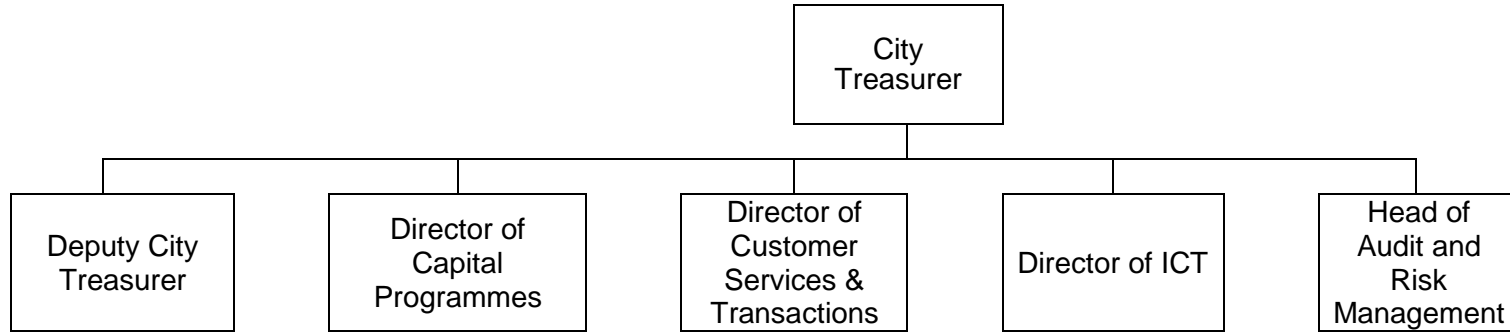 City
Treasurer
Deputy City
Treasurer
Director of
Capital
Programmes
Director of
Customer
Services &
Transactions
Director of ICT
Head of
Audit and
Risk
Management